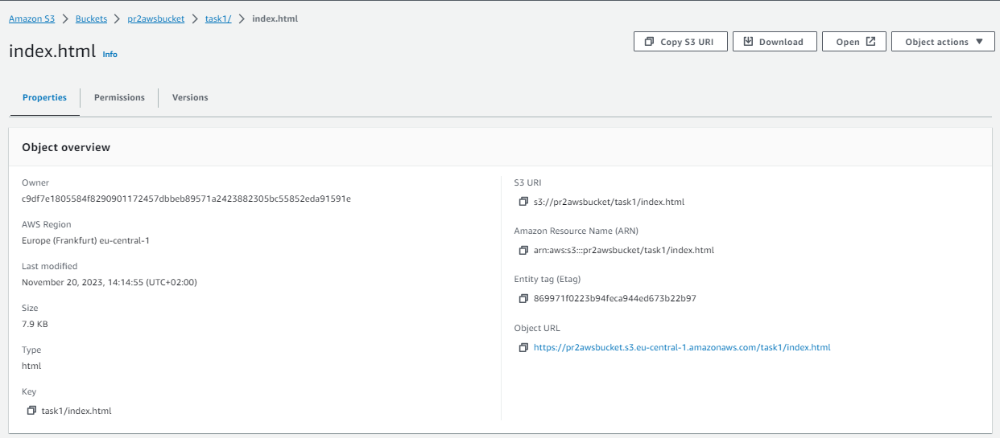 Amazon S3 > Buckets > pr2awsbucket > task1/ > index.html
index.html Info
Copy S3 URI Download Open Object actions
Properties Permissions Versions
Object overview
Owner
c9df7e1805584f8290901172457dbbeb89571a2423882305bc55852eda91591e
AWS Region
Europe (Frankfurt) eu-central-1
Last modified
November 20, 2023, 14:14:55 (UTC+02:00)
Size
7.9 KB
Type
html
Key
task1/index.html
S3 URI
s3://pr2awsbucket/task1/index.html
Amazon Resource Name (ARN)
arn:aws:s3:::pr2awsbucket/task1/index.html
Entity tag (Etag)
869971f0223b94feca944ed673b22b97
Object URL
https://pr2awsbucket.s3.eu-central-1.amazonaws.com/task1/index.html